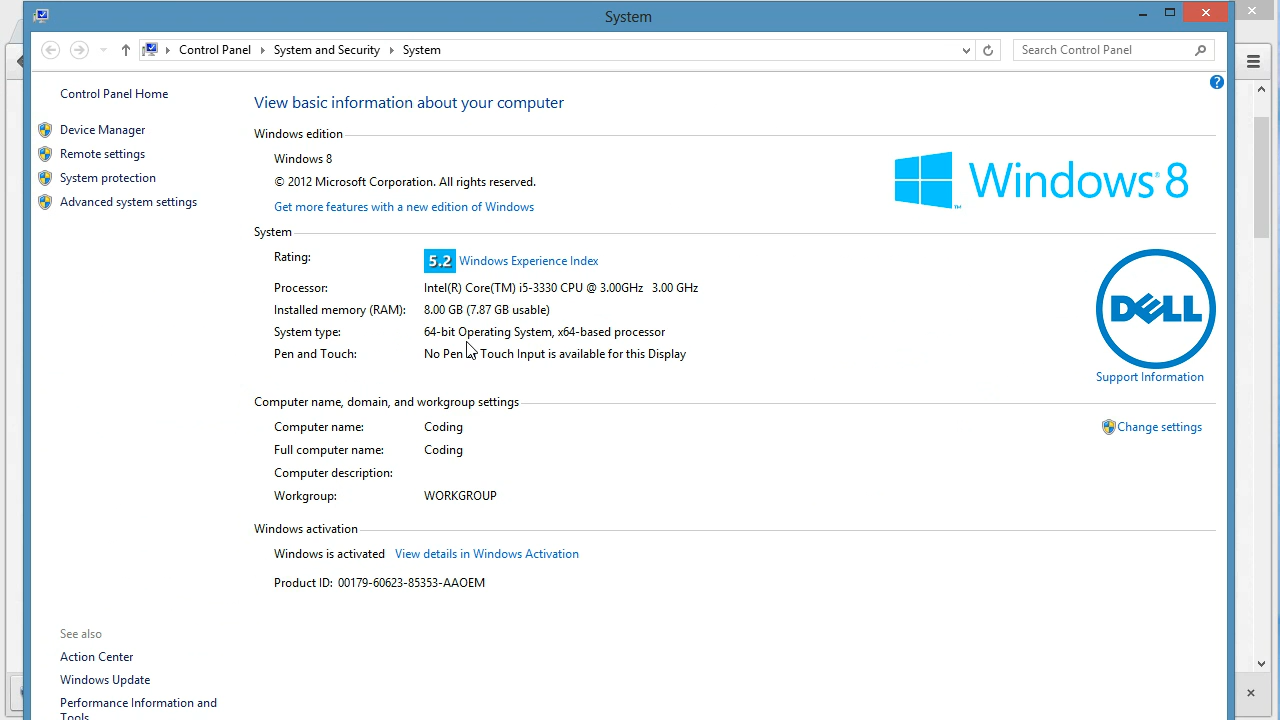 System
Control Panel System and Security System
Search Control Panel
Control Panel Home
Device Manager
Remote settings
System protection
Advanced system settings
View basic information about your computer
Windows edition
Windows 8
© 2012 Microsoft Corporation. All rights reserved.
Get more features with a new edition of Windows
Windows® 8
System
Rating: 5.2 Windows Experience Index
Processor: Intel(R) Core(TM) i5-3330 CPU @ 3.00GHz 3.00 GHz
Installed memory (RAM): 8.00 GB (7.87 GB usable)
System type: 64-bit Operating System, x64-based processor
Pen and Touch: No Pen Touch Input is available for this Display
DELL
Support Information
Computer name, domain, and workgroup settings
Computer name: Coding
Change settings
Full computer name: Coding
Computer description:
Workgroup: WORKGROUP
Windows activation
Windows is activated View details in Windows Activation
Product ID: 00179-60623-85353-AAOEM
See also
Action Center
Windows Update
Performance Information and
Tools